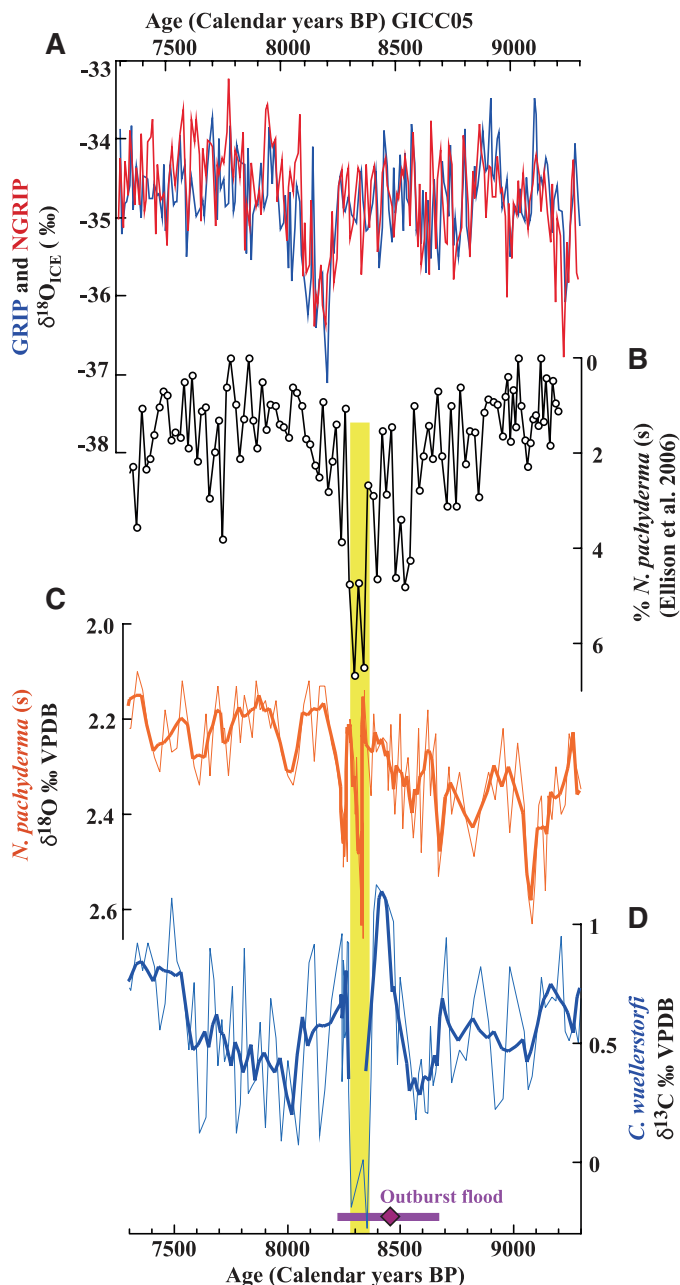 Age (Calendar years BP) GICC05
A
7500 8000 8500 9000
-33
-34
-35
-36
-37
-38
GRIP and NGRIP
δ18OICE (‰)
B
0
2
4
6
% N. pachyderma (s)
(Ellison et al. 2006)
C
2.0
2.2
2.4
2.6
N. pachyderma (s)
δ18O ‰ VPDB
D
1
0.5
0
C. wuellerstorfi
δ13C ‰ VPDB
Outburst flood
7500 8000 8500 9000
Age (Calendar years BP)